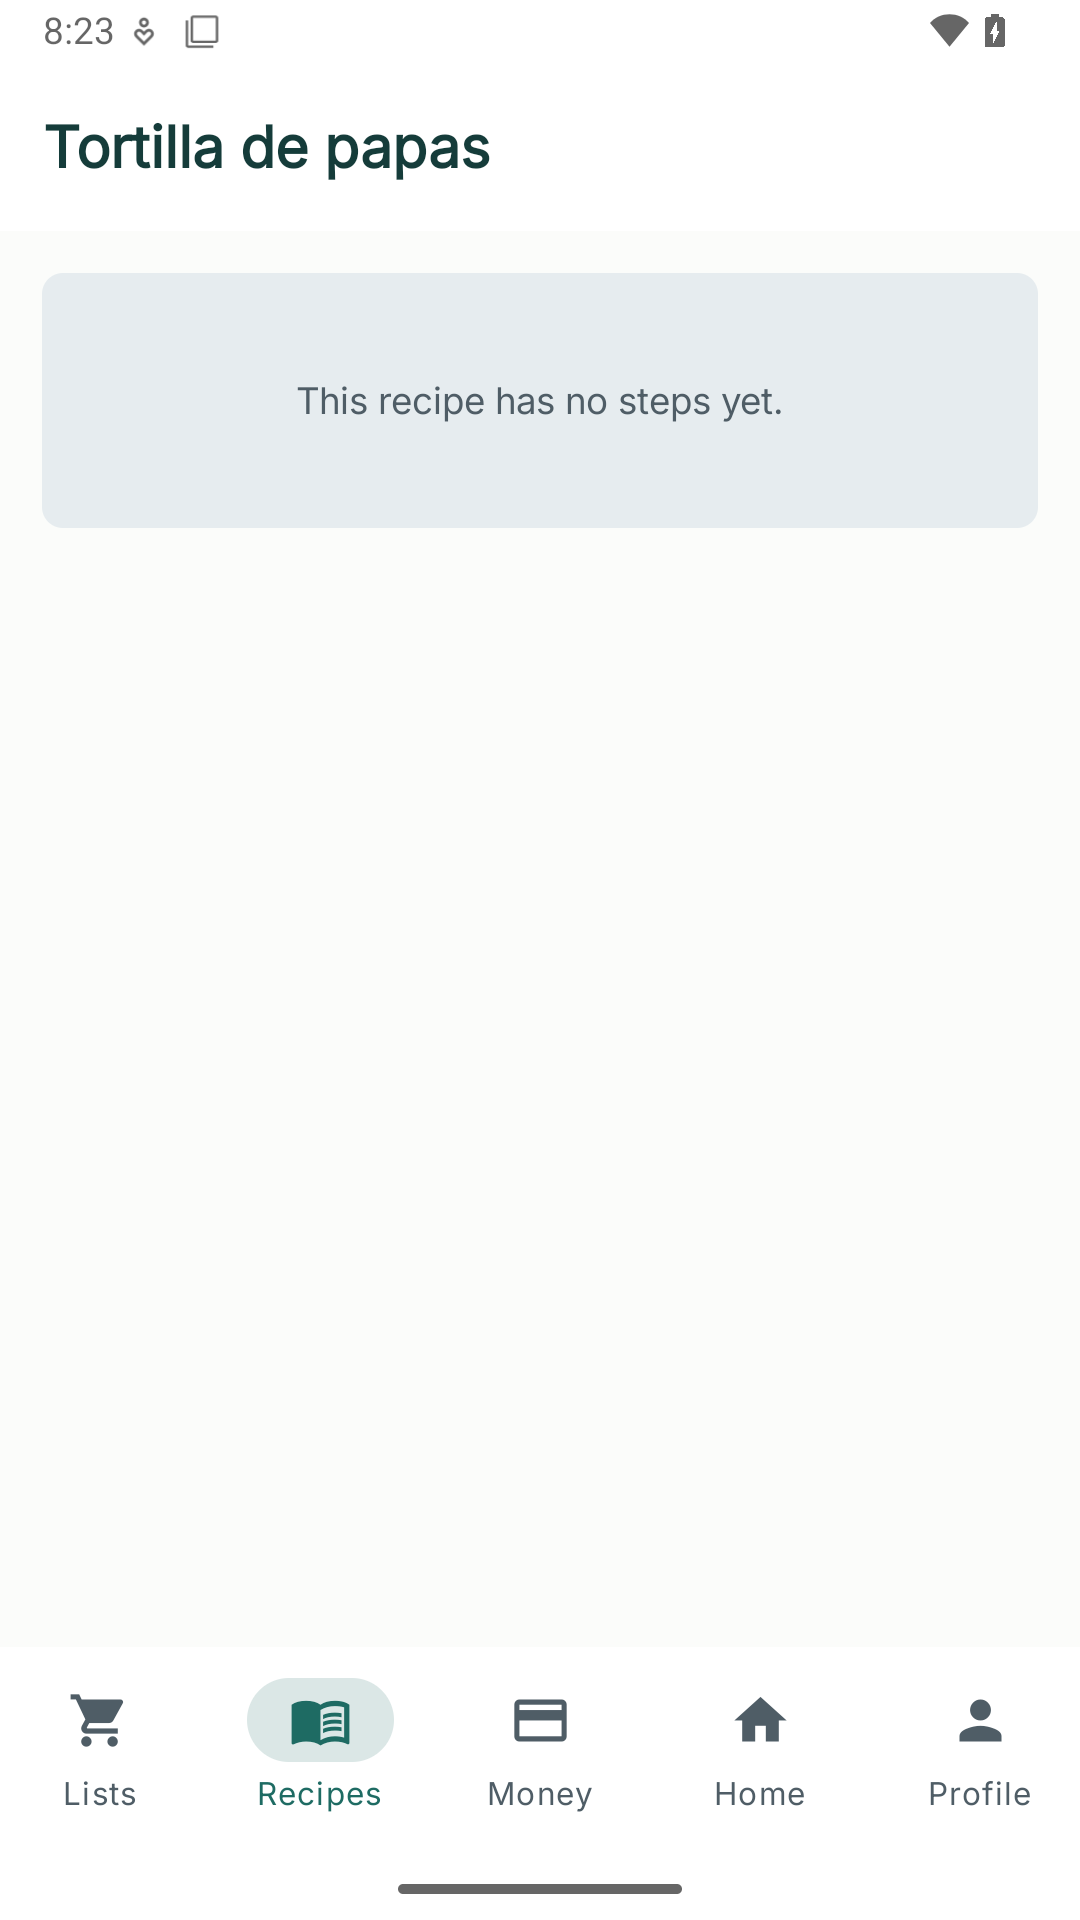 8:23
Tortilla de papas
This recipe has no steps yet.
Lists
Recipes
Money
Home
Profile